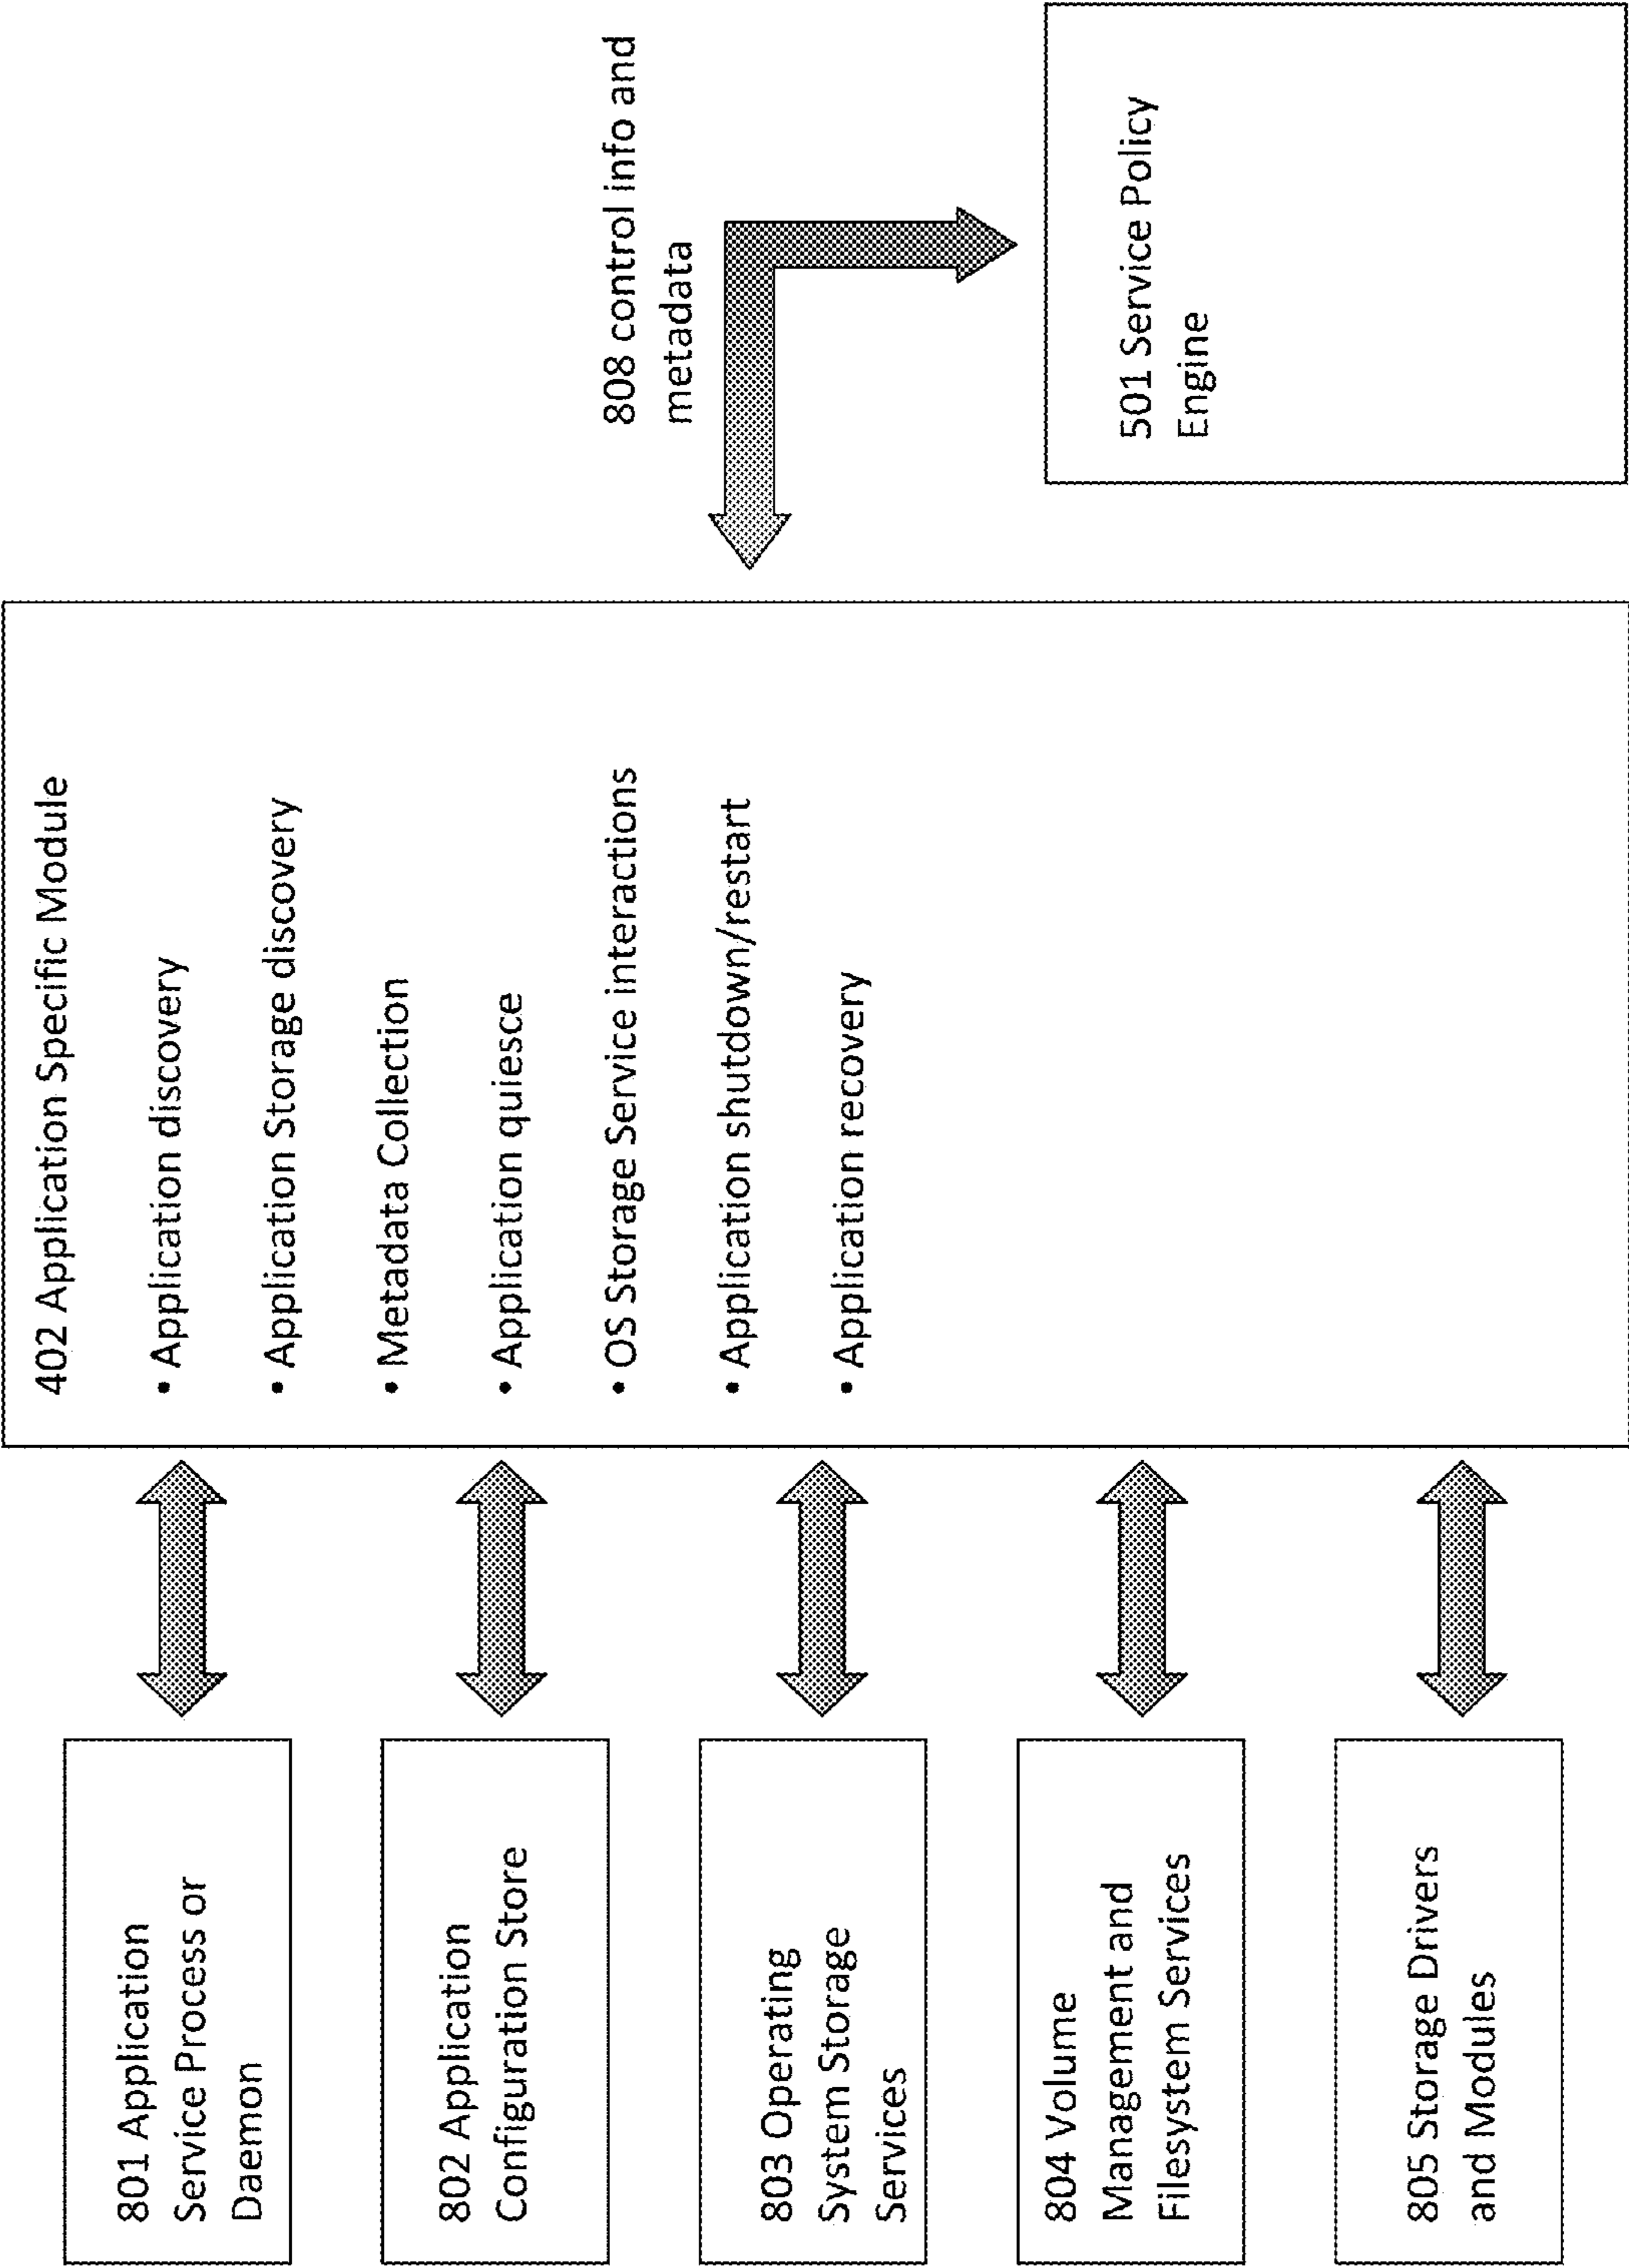 801 Application
Service Process or
Daemon
802 Application
Configuration Store
803 Operating
System Storage
Services
804 Volume
Management and
Filesystem Services
805 Storage Drivers
and Modules
402 Application Specific Module
• Application discovery
• Application Storage discovery
• Metadata Collection
• Application quiesce
• OS Storage Service interactions
• Application shutdown/restart
• Application recovery
808 control info and
metadata
501 Service Policy
Engine